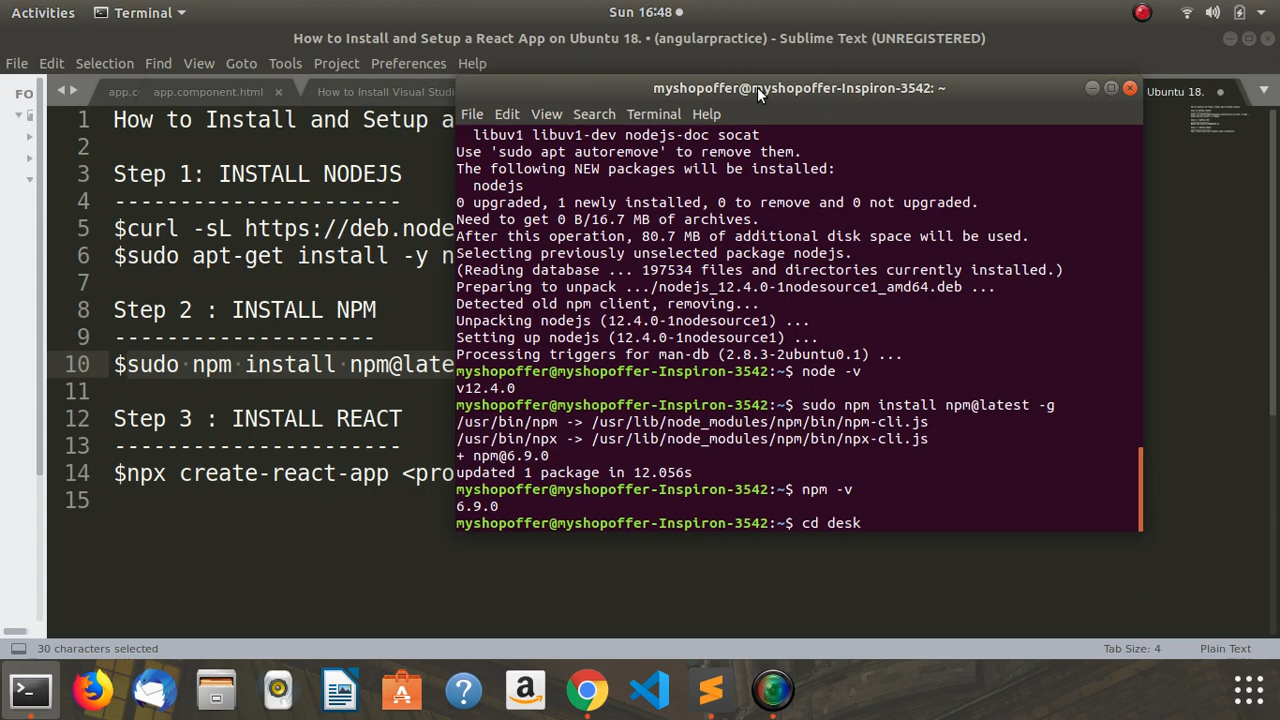 Activities Terminal Sun 16:48
How to Install and Setup a React App on Ubuntu 18. • (angularpractice) - Sublime Text (UNREGISTERED)
File Edit Selection Find View Goto Tools Project Preferences Help
FO app.c app.component.html How to Install Visual Studi Ubuntu 18.
1 How to Install and Setup a
2
3 Step 1: INSTALL NODEJS
4 ----------------------
5 $curl -sL https://deb.node
6 $sudo apt-get install -y n
7
8 Step 2 : INSTALL NPM
9 --------------------
10 $sudo npm install npm@late
11
12 Step 3 : INSTALL REACT
13 ----------------------
14 $npx create-react-app <pro
15
myshopoffer@myshopoffer-Inspiron-3542: ~
File Edit View Search Terminal Help
libuv1 libuv1-dev nodejs-doc socat
Use 'sudo apt autoremove' to remove them.
The following NEW packages will be installed:
nodejs
0 upgraded, 1 newly installed, 0 to remove and 0 not upgraded.
Need to get 0 B/16.7 MB of archives.
After this operation, 80.7 MB of additional disk space will be used.
Selecting previously unselected package nodejs.
(Reading database ... 197534 files and directories currently installed.)
Preparing to unpack .../nodejs_12.4.0-1nodesource1_amd64.deb ...
Detected old npm client, removing...
Unpacking nodejs (12.4.0-1nodesource1) ...
Setting up nodejs (12.4.0-1nodesource1) ...
Processing triggers for man-db (2.8.3-2ubuntu0.1) ...
myshopoffer@myshopoffer-Inspiron-3542:~$ node -v
v12.4.0
myshopoffer@myshopoffer-Inspiron-3542:~$ sudo npm install npm@latest -g
/usr/bin/npm -> /usr/lib/node_modules/npm/bin/npm-cli.js
/usr/bin/npx -> /usr/lib/node_modules/npm/bin/npx-cli.js
+ npm@6.9.0
updated 1 package in 12.056s
myshopoffer@myshopoffer-Inspiron-3542:~$ npm -v
6.9.0
myshopoffer@myshopoffer-Inspiron-3542:~$ cd desk
30 characters selected Tab Size: 4 Plain Text